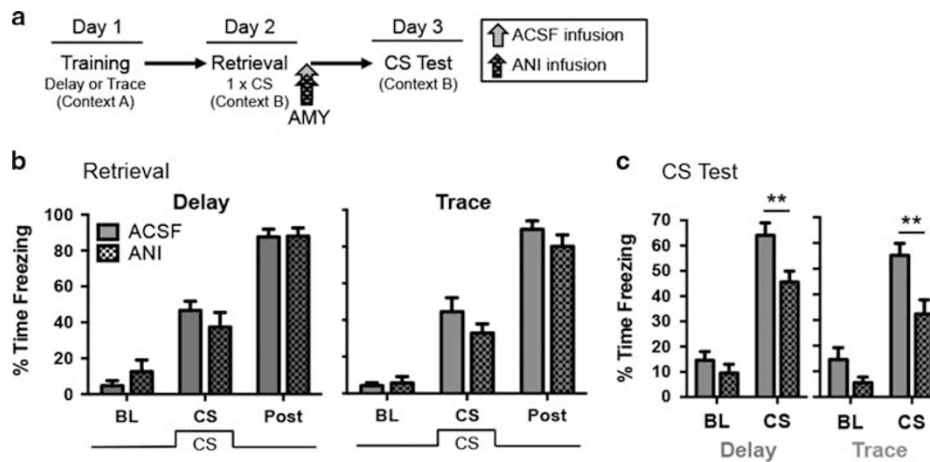 a
Day 1
Day 2
Day 3
Training
Retrieval
CS Test
Delay or Trace
1 x CS
(Context B)
(Context A)
(Context B)
AMY
ACSF infusion
ANI infusion
b
Retrieval
Delay
Trace
ACSF
ANI
% Time Freezing
100
80
60
40
20
0
BL
CS
Post
CS
BL
CS
Post
CS
c
CS Test
**
**
% Time Freezing
70
60
50
40
30
20
10
0
BL
CS
BL
CS
Delay
Trace